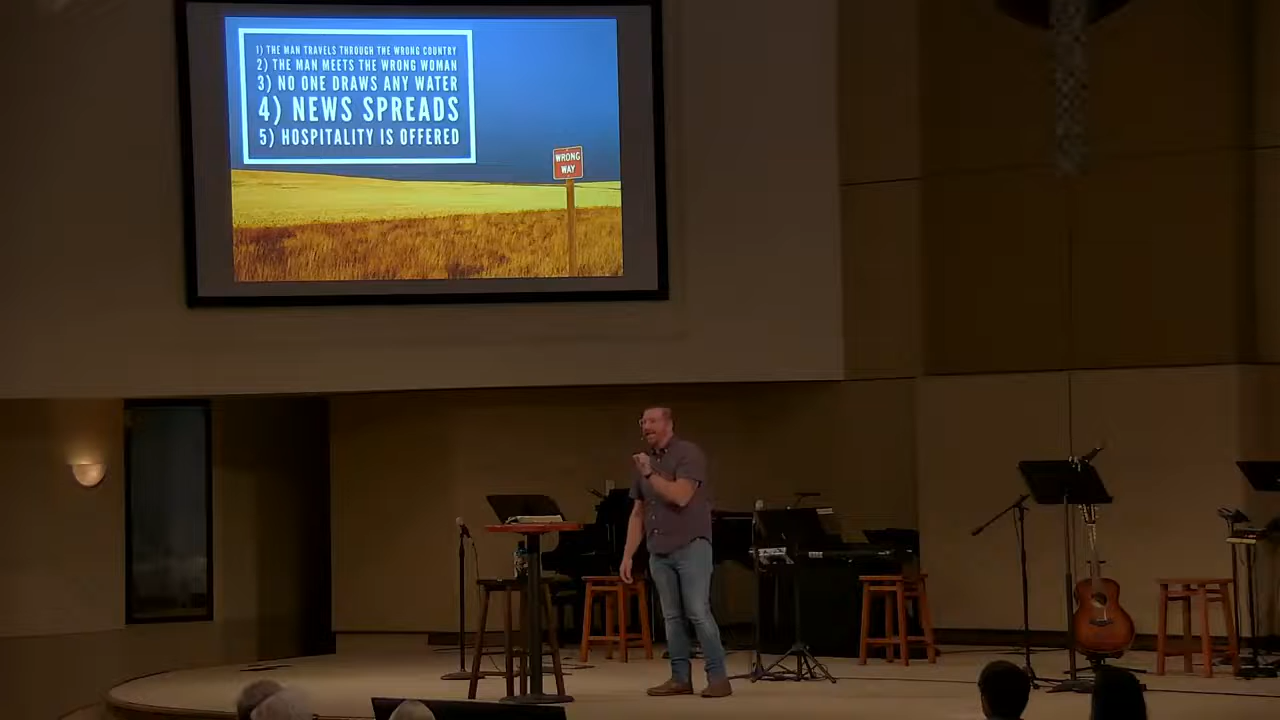 1) THE MAN TRAVELS THROUGH THE WRONG COUNTRY
2) THE MAN MEETS THE WRONG WOMAN
3) NO ONE DRAWS ANY WATER
4) NEWS SPREADS
5) HOSPITALITY IS OFFERED
WRONG
WAY